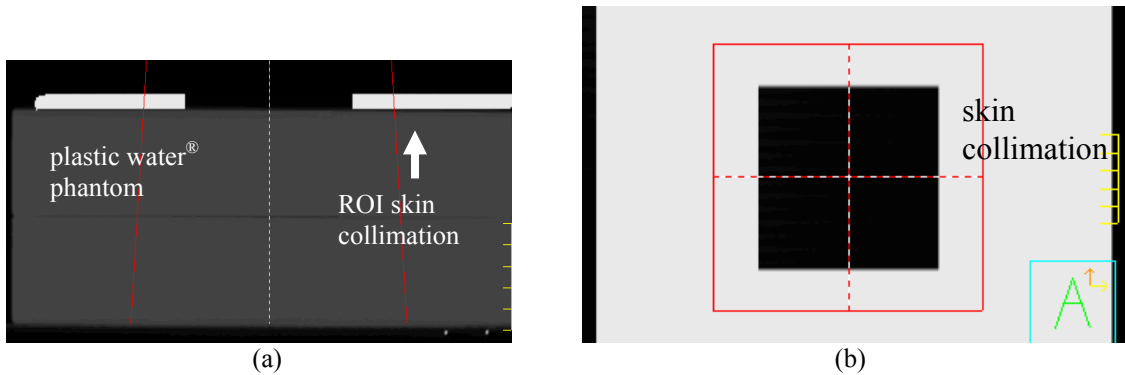 plastic water®
phantom
ROI skin
collimation
(a)
skin
collimation
A
(b)